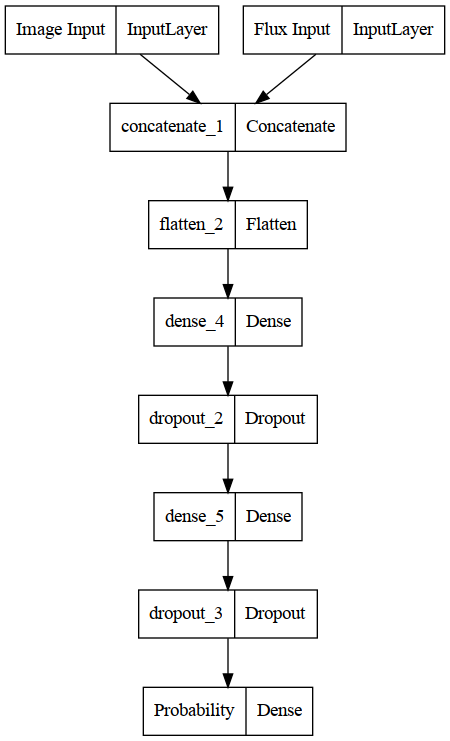 Image Input InputLayer Flux Input InputLayer
concatenate_1 Concatenate
flatten_2 Flatten
dense_4 Dense
dropout_2 Dropout
dense_5 Dense
dropout_3 Dropout
Probability Dense